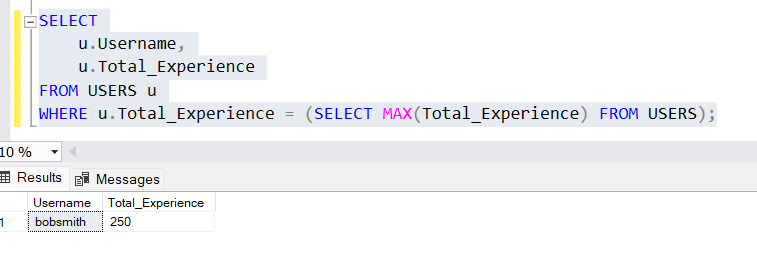 SELECT
u.Username,
u.Total_Experience
FROM USERS u
WHERE u.Total_Experience = (SELECT MAX(Total_Experience) FROM USERS);
10 %
Results Messages
Username Total_Experience
1 bobsmith 250